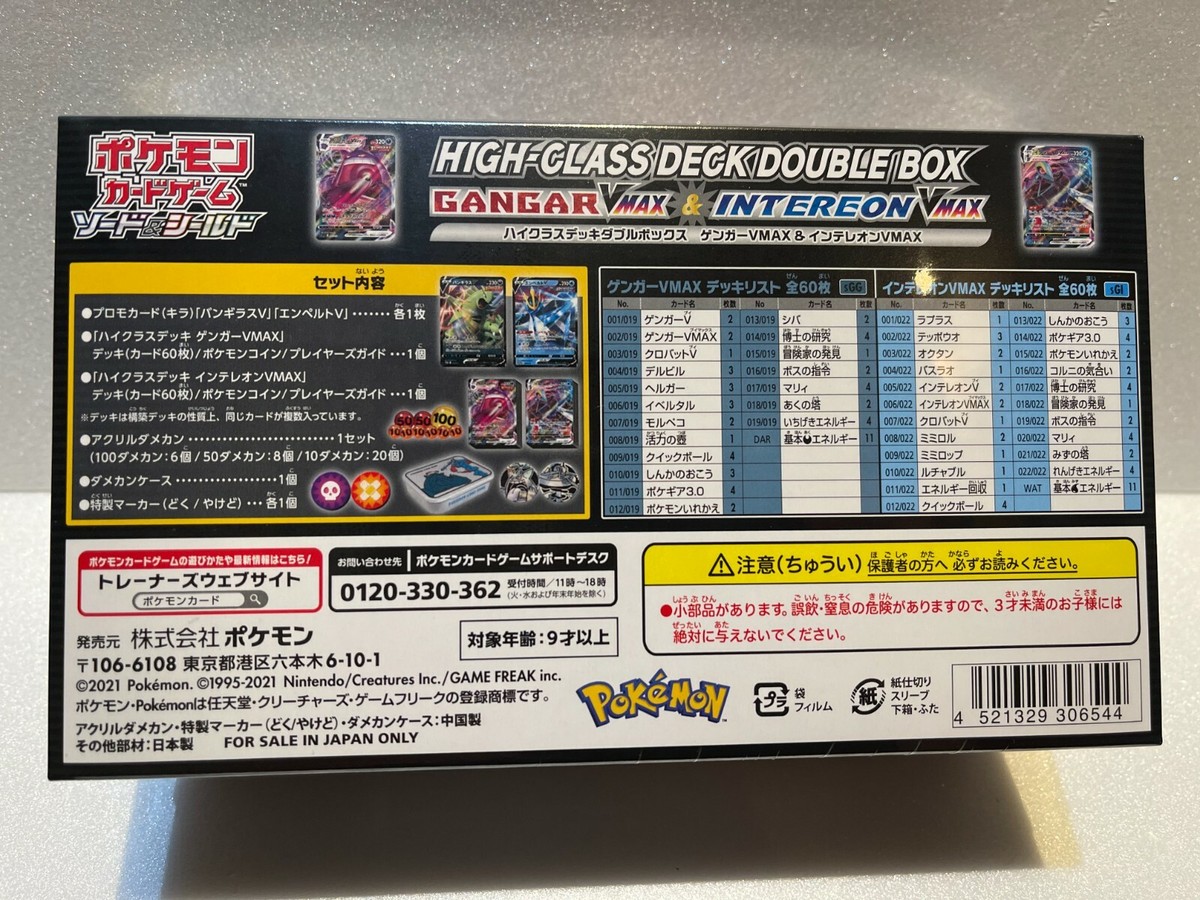 ポケモン
カードゲーム™
ソード&シールド
HIGH-CLASS DECK DOUBLE BOX
GANGAR VMAX & INTEREON VMAX
ハイクラスデッキダブルボックス ゲンガーVMAX & インテレオンVMAX
セット内容
●プロモカード(キラ)「バンギラスV」「エンペルトV」・・・・・・・各1枚
●「ハイクラスデッキ ゲンガーVMAX」
デッキ(カード60枚)/ポケモンコイン/プレイヤーズガイド・・・1個
●「ハイクラスデッキ インテレオンVMAX」
デッキ(カード60枚)/ポケモンコイン/プレイヤーズガイド・・・1個
※デッキは構築デッキの性質上、同じカードが複数入っています。
●アクリルダメカン・・・・・・・・・・・・・・・・・・・・・・1セット
(100ダメカン:6個/50ダメカン:8個/10ダメカン:20個)
●ダメカンケース・・・・・・・・・・・・・・・・・・・1個
●特製マーカー(どく/やけど)・・・・各1個
ゲンガーVMAX デッキリスト 全60枚 sGG
No. カード名 枚数 No. カード名 枚数
001/019 ゲンガーV 2 013/019 シバ 2
002/019 ゲンガーVMAX 2 014/019 博士の研究 4
003/019 クロバットV 1 015/019 冒険家の発見 1
004/019 デルビル 3 016/019 ボスの指令 2
005/019 ヘルガー 3 017/019 マリィ 4
006/019 イベルタル 3 018/019 あくの塔 2
007/019 モルペコ 2 019/019 いちげきエネルギー 4
008/019 活力の壺 1 DAR 基本エネルギー 11
009/019 クイックボール 4
010/019 しんかのおこう 3
011/019 ポケギア3.0 4
012/019 ポケモンいれかえ 2
インテレオンVMAX デッキリスト 全60枚 sGI
No. カード名 枚数 No. カード名 枚数
001/022 ラプラス 1 013/022 しんかのおこう 3
002/022 テッポウオ 3 014/022 ポケギア3.0 4
003/022 オクタン 2 015/022 ポケモンいれかえ 2
004/022 パスラオ 1 016/022 コルニの気合い 2
005/022 インテレオンV 2 017/022 博士の研究 4
006/022 インテレオンVMAX 2 018/022 冒険家の発見 1
007/022 クロバットV 1 019/022 ボスの指令 2
008/022 ミミロル 2 020/022 マリィ 4
009/022 ミミロップ 2 021/022 みずの塔 2
010/022 ルチャブル 1 022/022 れんげきエネルギー 4
011/022 エネルギー回収 1 WAT 基本エネルギー 11
012/022 クイックボール 4
ポケモンカードゲームの遊びかたや最新情報はこちら!
トレーナーズウェブサイト
ポケモンカード
お問い合わせ先 ポケモンカードゲームサポートデスク
0120-330-362 受付時間/11時~18時
(火・水および年末年始を除く)
発売元 株式会社ポケモン
対象年齢:9才以上
〒106-6108 東京都港区六本木6-10-1
©2021 Pokémon. ©1995-2021 Nintendo/Creatures Inc./GAME FREAK inc.
ポケモン・Pokémonは任天堂・クリーチャーズ・ゲームフリークの登録商標です。
アクリルダメカン・特製マーカー(どく/やけど)・ダメカンケース:中国製
その他部材:日本製 FOR SALE IN JAPAN ONLY
⚠注意(ちゅうい) 保護者の方へ 必ずお読みください。
●小部品があります。誤飲・窒息の危険がありますので、3才未満のお子様には
絶対に与えないでください。
POKéMON
プラ 袋
フィルム
紙 紙仕切り
スリーブ
下箱・ふた
4 521329 306544